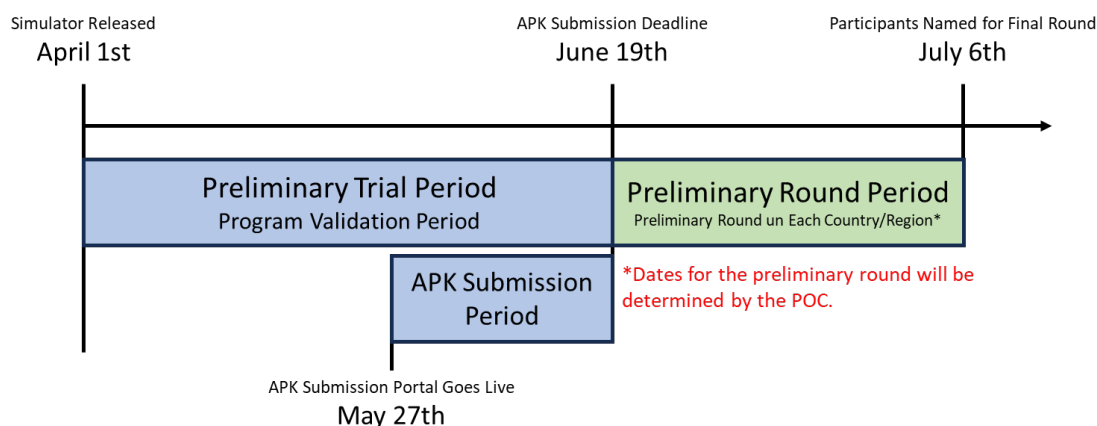 Simulator Released
April 1st
APK Submission Deadline
June 19th
Participants Named for Final Round
July 6th
Preliminary Trial Period
Program Validation Period
Preliminary Round Period
Preliminary Round un Each Country/Region*
APK Submission
Period
*Dates for the preliminary round will be
determined by the POC.
APK Submission Portal Goes Live
May 27th